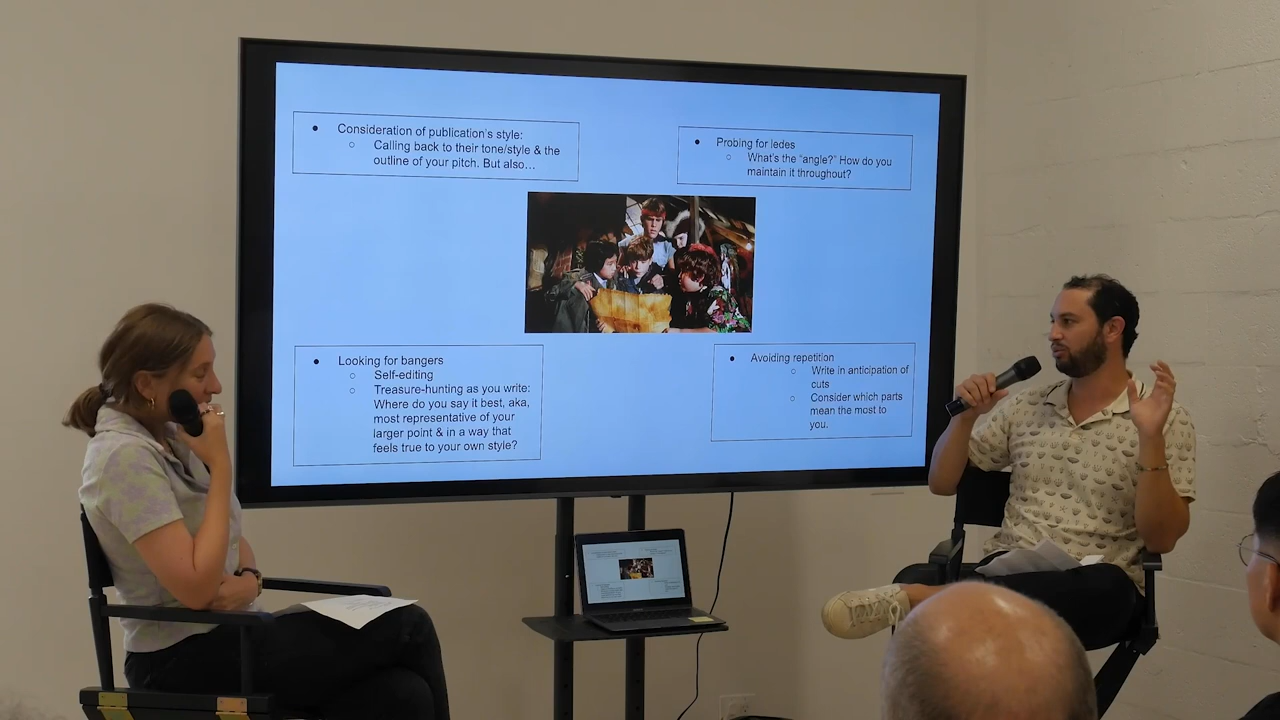 ● Consideration of publication's style:
○ Calling back to their tone/style & the
outline of your pitch. But also…
● Probing for ledes
○ What's the "angle?" How do you
maintain it throughout?
● Looking for bangers
○ Self-editing
○ Treasure-hunting as you write:
Where do you say it best, aka,
most representative of your
larger point & in a way that
feels true to your own style?
● Avoiding repetition
○ Write in anticipation of
cuts
○ Consider which parts
mean the most to
you.